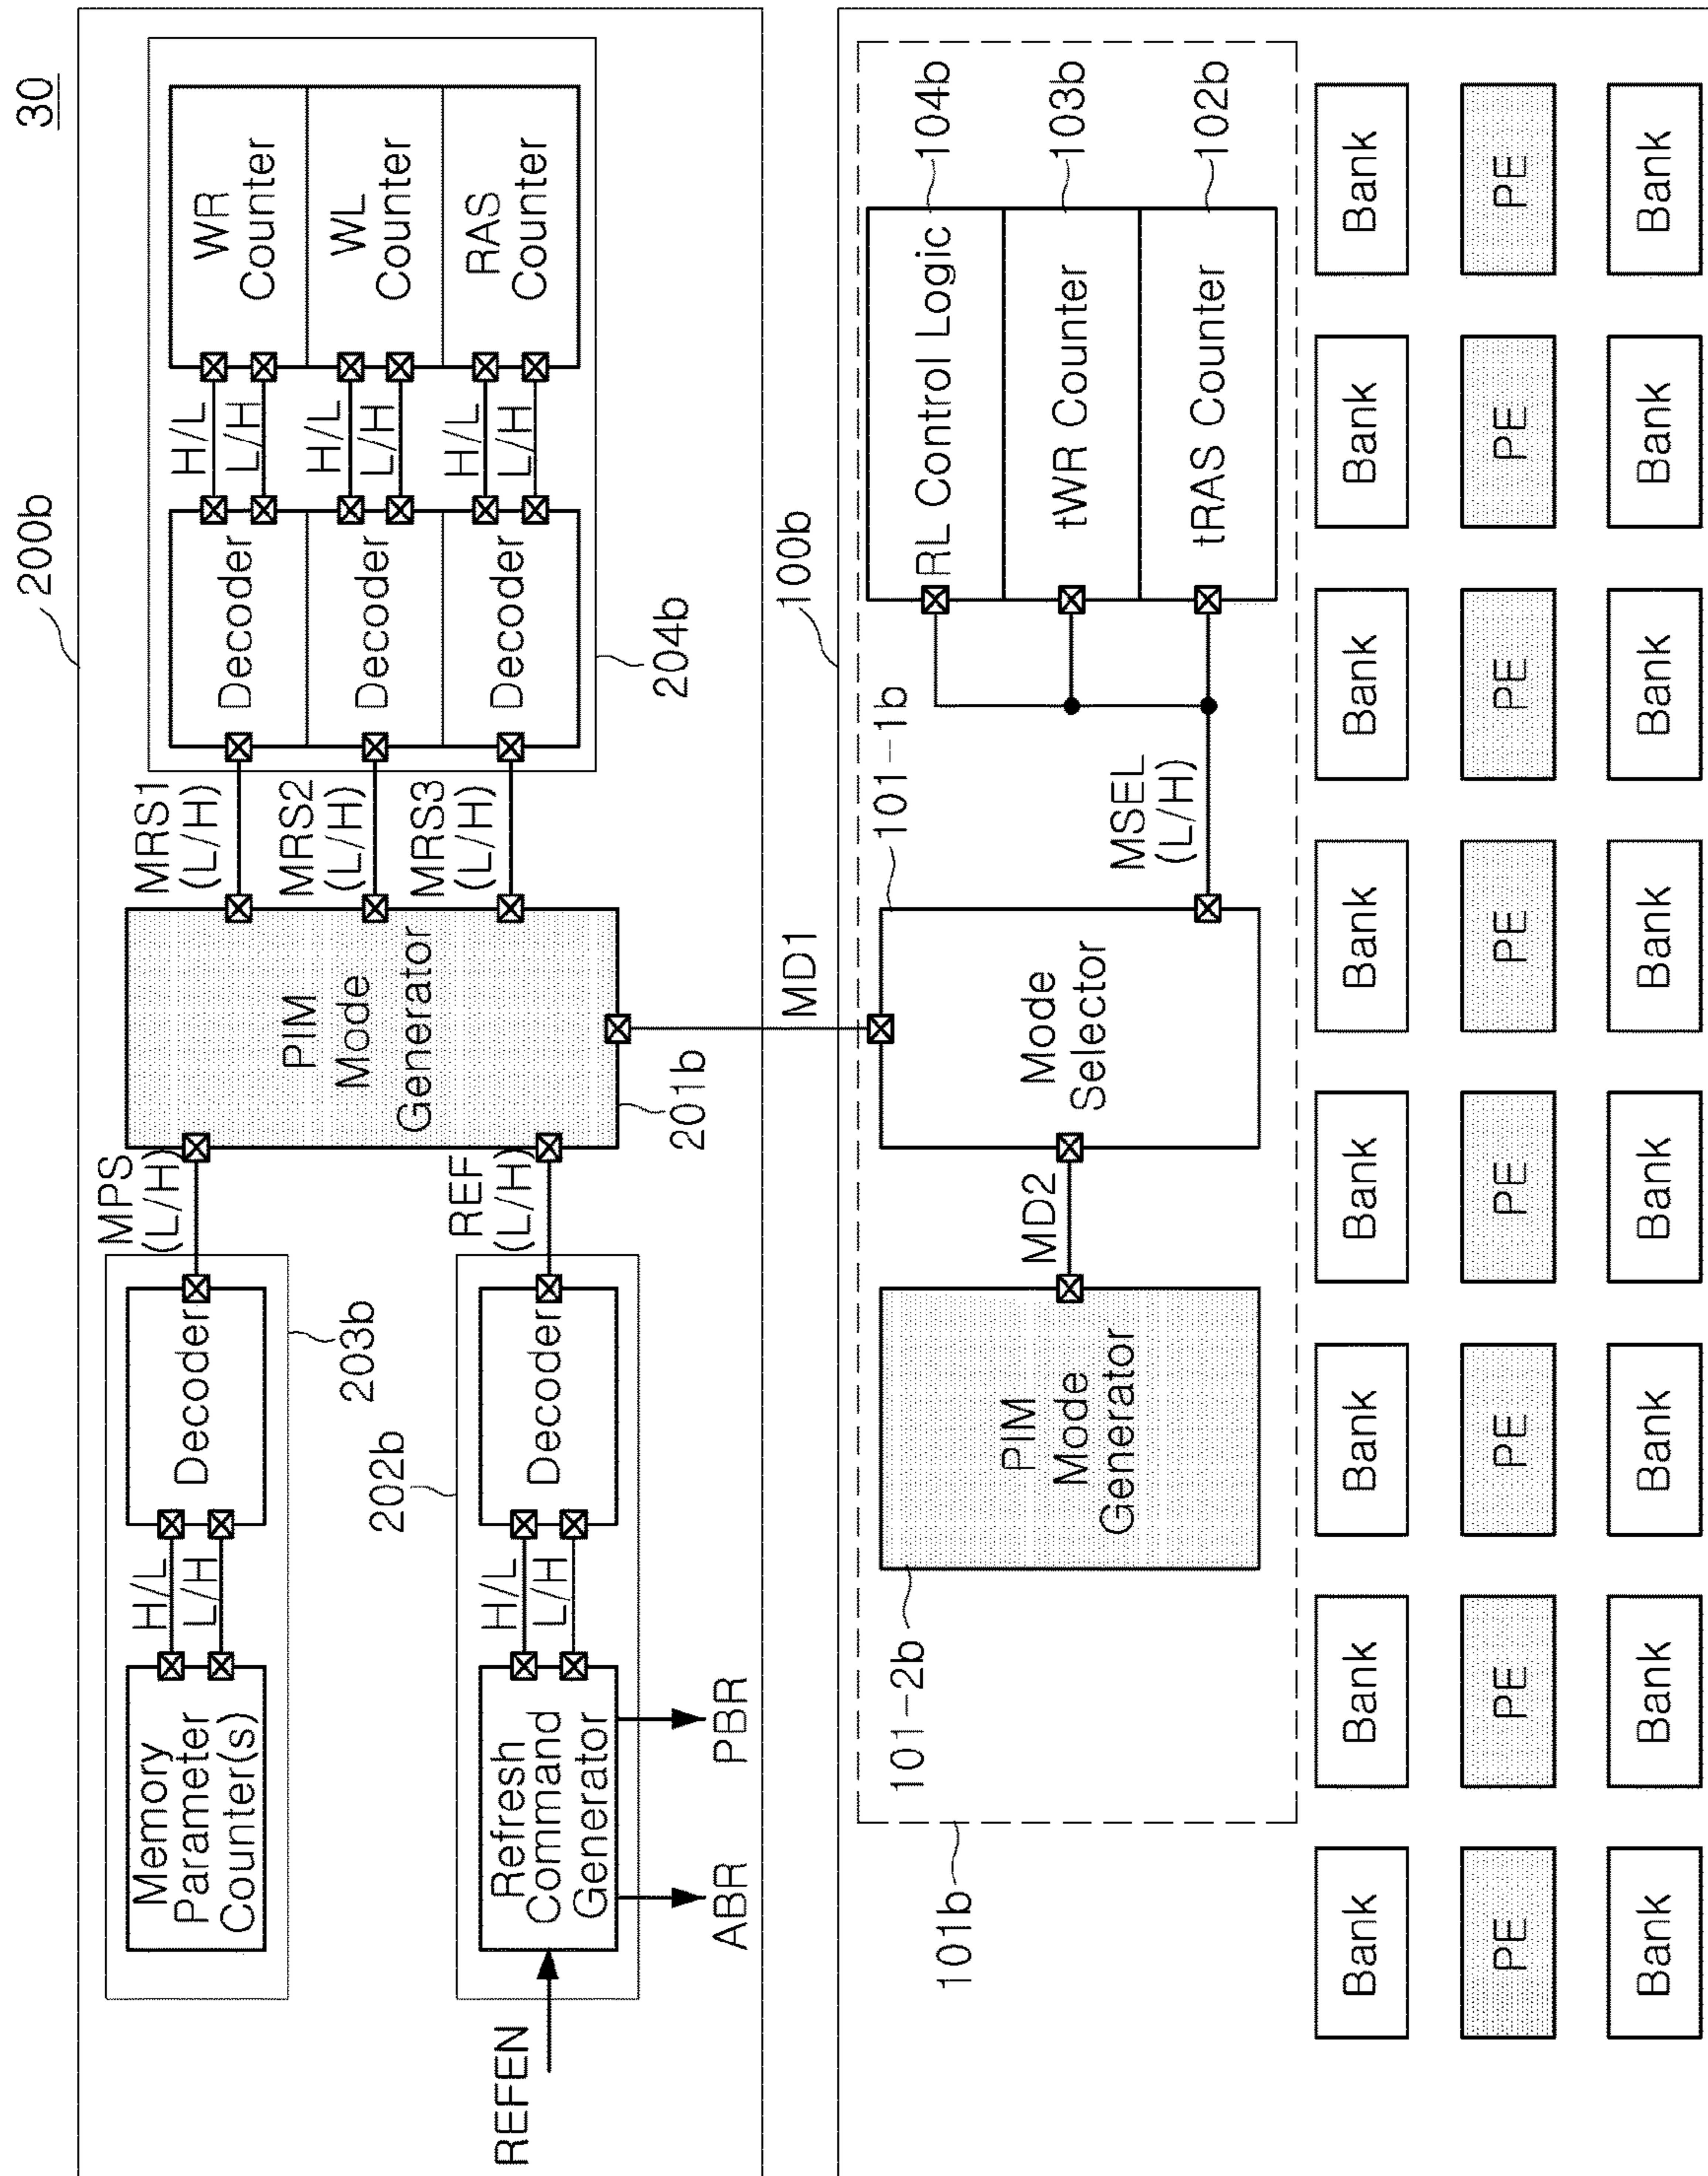 30
200b
Memory
Parameter
Counter(s)
H/L
L/H
Decoder
203b
MPS
(L/H)
REFEN
Refresh
Command
Generator
ABR
PBR
H/L
L/H
Decoder
202b
REF
(L/H)
PIM
Mode
Generator
201b
MRS1
(L/H)
MRS2
(L/H)
MRS3
(L/H)
Decoder
Decoder
Decoder
204b
H/L
L/H
H/L
L/H
H/L
L/H
WR
Counter
WL
Counter
RAS
Counter
MD1
100b
101b
101-2b
PIM
Mode
Generator
MD2
Mode
Selector
101-1b
MSEL
(L/H)
RL Control Logic
104b
tWR Counter
103b
tRAS Counter
102b
Bank
Bank
Bank
Bank
Bank
Bank
Bank
Bank
PE
PE
PE
PE
PE
PE
PE
PE
Bank
Bank
Bank
Bank
Bank
Bank
Bank
Bank